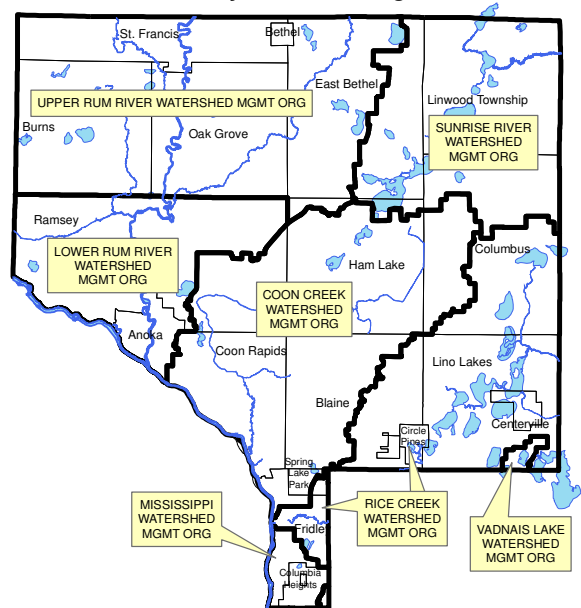 St. Francis
Bethel
East Bethel
UPPER RUM RIVER WATERSHED MGMT ORG
Linwood Township
Burns
Oak Grove
SUNRISE RIVER
WATERSHED
MGMT ORG
Ramsey
LOWER RUM RIVER
WATERSHED
MGMT ORG
Columbus
Ham Lake
COON CREEK
WATERSHED
MGMT ORG
Anoka
Coon Rapids
Lino Lakes
Blaine
Centerville
Circle
Pines
Spring
Lake
Park
MISSISSIPPI
WATERSHED
MGMT ORG
RICE CREEK
WATERSHED
MGMT ORG
VADNAIS LAKE
WATERSHED
MGMT ORG
Fridle
Columbia
Heights